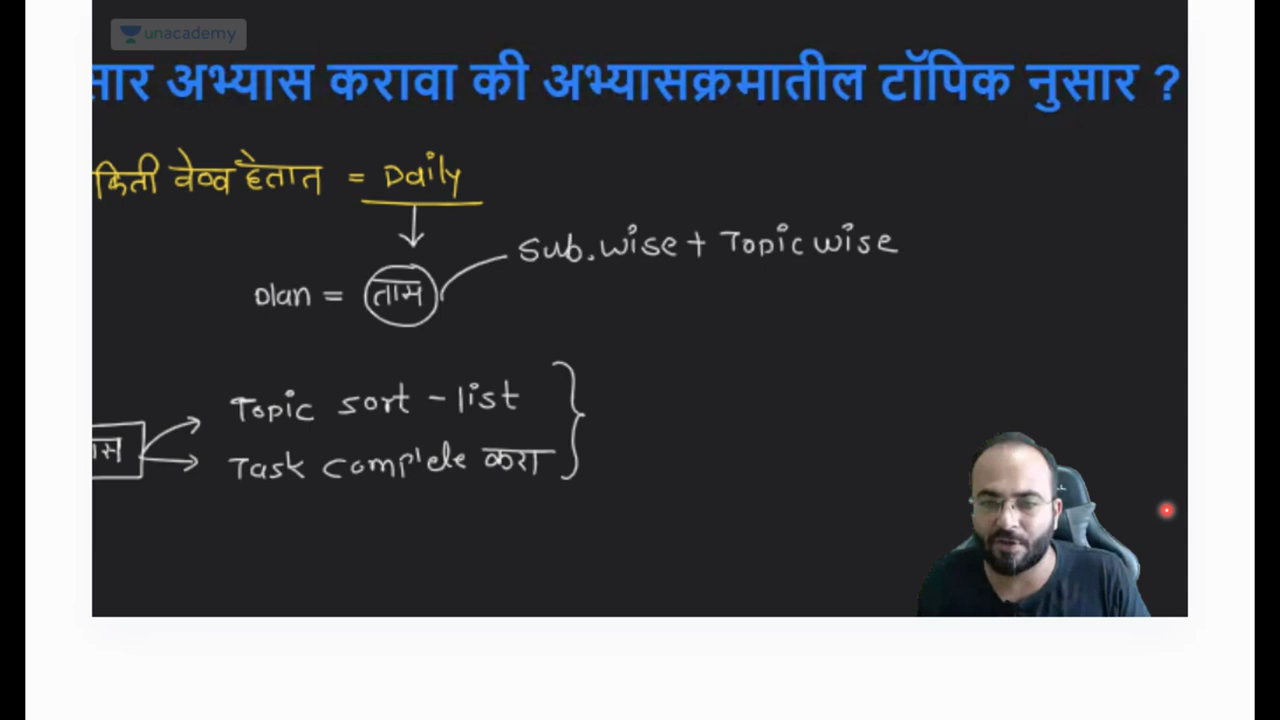 unacademy
सार अभ्यास करावा की अभ्यासक्रमातील टॉपिक नुसार ?
किती वेळ देतात = Daily
Sub.wise + Topic wise
plan = तास
Topic sort - list
Task complete करा